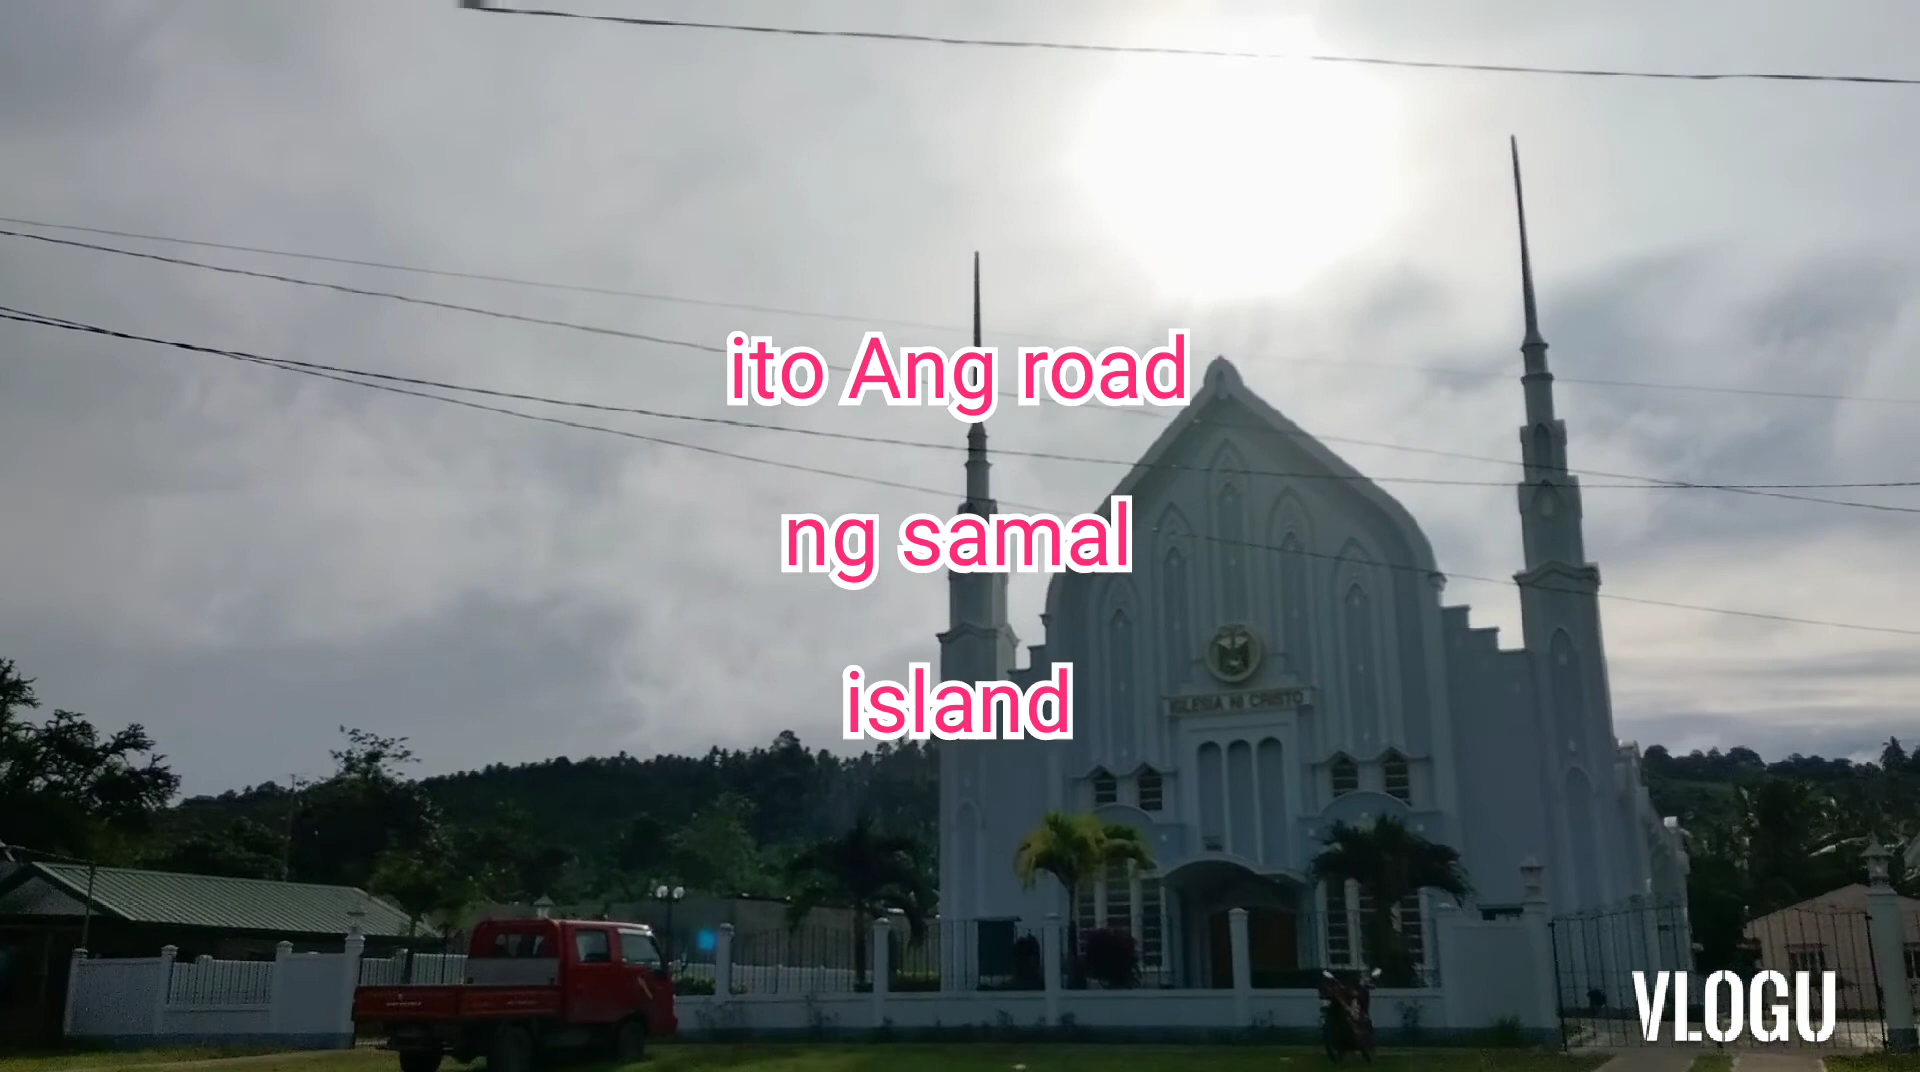 ito Ang road
ng samal
island
IGLESIA NI CRISTO
VLOGU